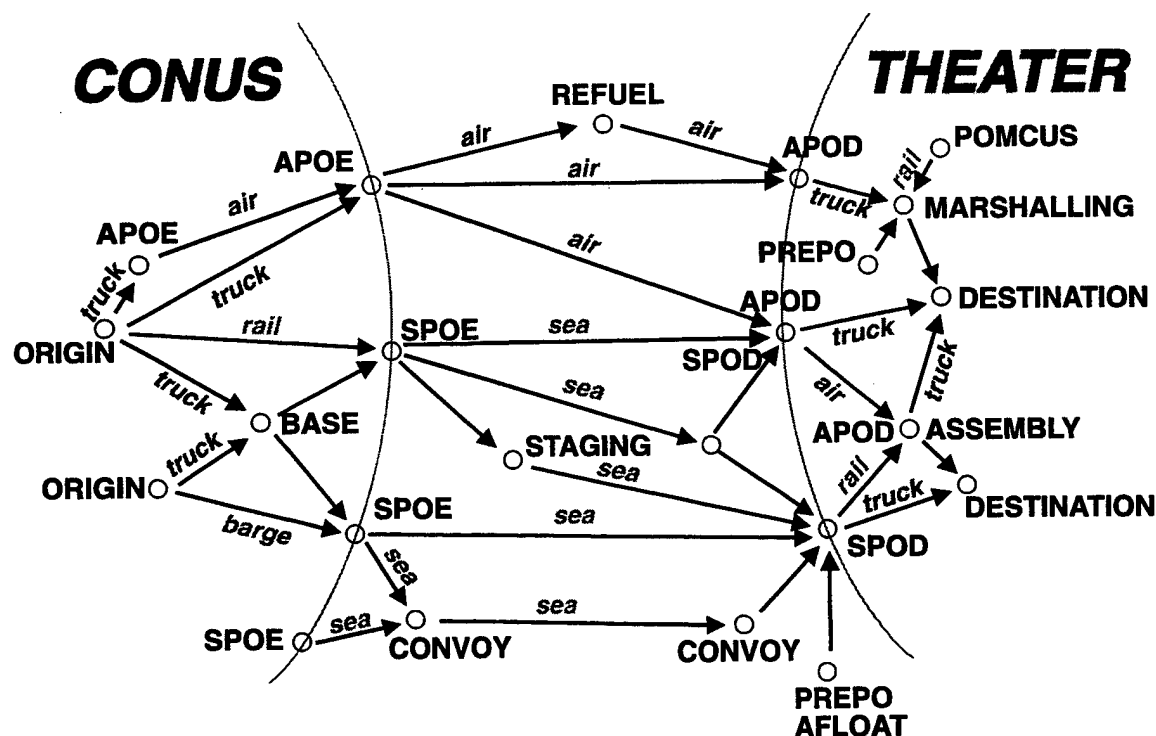 CONUS
THEATER
REFUEL
air
air
APOE
APOD
POMCUS
air
rail
truck
MARSHALLING
air
APOE
truck
truck
air
PREPO
APOD
DESTINATION
ORIGIN
rail
SPOE
sea
SPOD
truck
truck
sea
air
truck
BASE
STAGING
APOD
ASSEMBLY
truck
sea
rail
ORIGIN
barge
SPOE
sea
truck
DESTINATION
SPOD
sea
SPOE
sea
CONVOY
sea
CONVOY
PREPO
AFLOAT